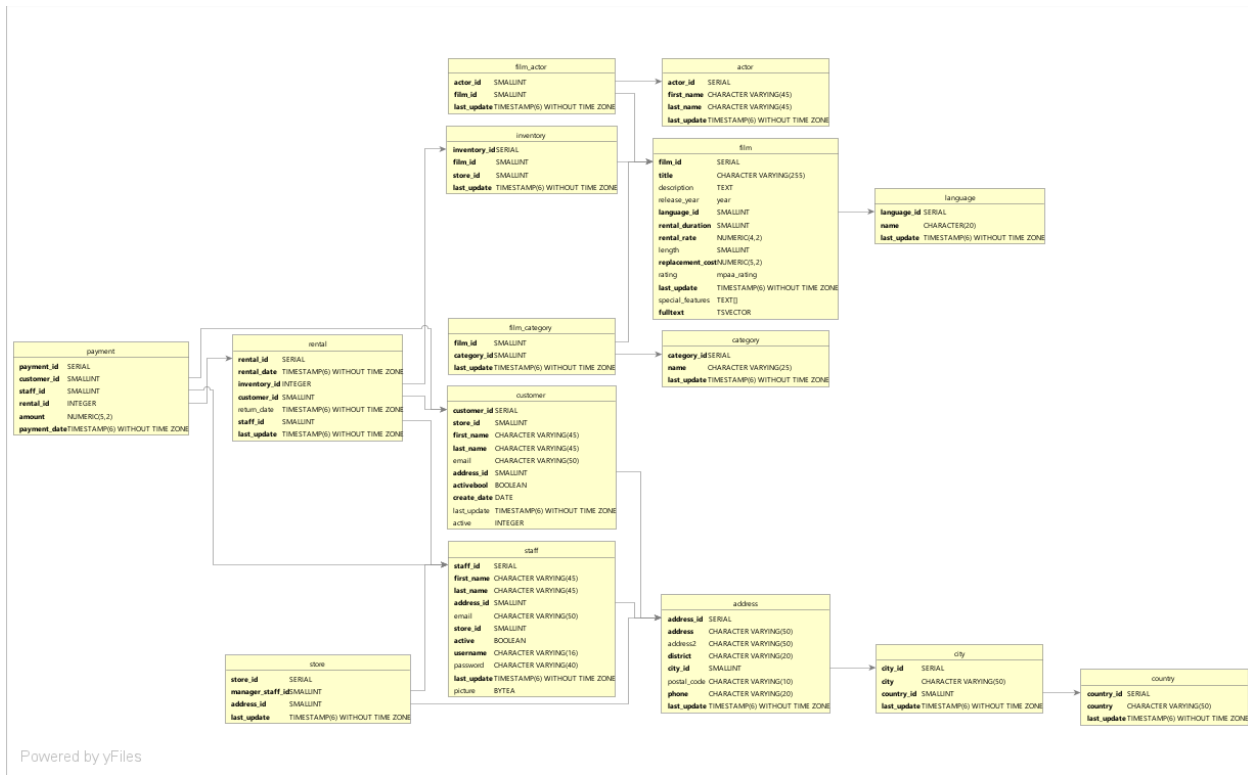 film_actor
actor_id SMALLINT
film_id SMALLINT
last_update TIMESTAMP(6) WITHOUT TIME ZONE
actor
actor_id SERIAL
first_name CHARACTER VARYING(45)
last_name CHARACTER VARYING(45)
last_update TIMESTAMP(6) WITHOUT TIME ZONE
inventory
inventory_id SERIAL
film_id SMALLINT
store_id SMALLINT
last_update TIMESTAMP(6) WITHOUT TIME ZONE
film
film_id SERIAL
title CHARACTER VARYING(255)
description TEXT
release_year year
language_id SMALLINT
rental_duration SMALLINT
rental_rate NUMERIC(4,2)
length SMALLINT
replacement_cost NUMERIC(5,2)
rating mpaa_rating
last_update TIMESTAMP(6) WITHOUT TIME ZONE
special_features TEXT[]
fulltext TSVECTOR
language
language_id SERIAL
name CHARACTER(20)
last_update TIMESTAMP(6) WITHOUT TIME ZONE
film_category
film_id SMALLINT
category_id SMALLINT
last_update TIMESTAMP(6) WITHOUT TIME ZONE
category
category_id SERIAL
name CHARACTER VARYING(25)
last_update TIMESTAMP(6) WITHOUT TIME ZONE
payment
payment_id SERIAL
customer_id SMALLINT
staff_id SMALLINT
rental_id INTEGER
amount NUMERIC(5,2)
payment_date TIMESTAMP(6) WITHOUT TIME ZONE
rental
rental_id SERIAL
rental_date TIMESTAMP(6) WITHOUT TIME ZONE
inventory_id INTEGER
customer_id SMALLINT
return_date TIMESTAMP(6) WITHOUT TIME ZONE
staff_id SMALLINT
last_update TIMESTAMP(6) WITHOUT TIME ZONE
customer
customer_id SERIAL
store_id SMALLINT
first_name CHARACTER VARYING(45)
last_name CHARACTER VARYING(45)
email CHARACTER VARYING(50)
address_id SMALLINT
activebool BOOLEAN
create_date DATE
last_update TIMESTAMP(6) WITHOUT TIME ZONE
active INTEGER
staff
staff_id SERIAL
first_name CHARACTER VARYING(45)
last_name CHARACTER VARYING(45)
address_id SMALLINT
email CHARACTER VARYING(50)
store_id SMALLINT
active BOOLEAN
username CHARACTER VARYING(16)
password CHARACTER VARYING(40)
last_update TIMESTAMP(6) WITHOUT TIME ZONE
picture BYTEA
store
store_id SERIAL
manager_staff_id SMALLINT
address_id SMALLINT
last_update TIMESTAMP(6) WITHOUT TIME ZONE
address
address_id SERIAL
address CHARACTER VARYING(50)
address2 CHARACTER VARYING(50)
district CHARACTER VARYING(20)
city_id SMALLINT
postal_code CHARACTER VARYING(10)
phone CHARACTER VARYING(20)
last_update TIMESTAMP(6) WITHOUT TIME ZONE
city
city_id SERIAL
city CHARACTER VARYING(50)
country_id SMALLINT
last_update TIMESTAMP(6) WITHOUT TIME ZONE
country
country_id SERIAL
country CHARACTER VARYING(50)
last_update TIMESTAMP(6) WITHOUT TIME ZONE
Powered by yFiles